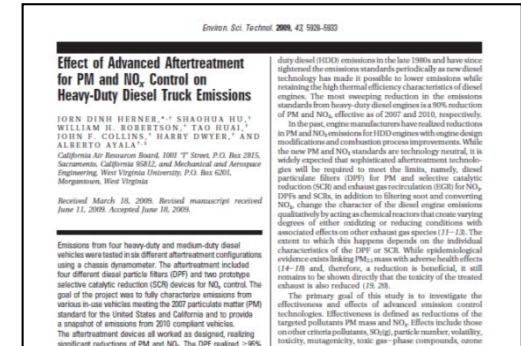 Environ. Sci. Technol. 2009, 43, 5928–5933
Effect of Advanced Aftertreatment
for PM and NOx Control on
Heavy-Duty Diesel Truck Emissions
JORN DINH HERNER,*,† SHAOHUA HU,†
WILLIAM H. ROBERTSON,† TAO HUAI,†
JOHN F. COLLINS,† HARRY DWYER,† AND
ALBERTO AYALA†,‡
California Air Resources Board, 1001 "I" Street, P.O. Box 2815,
Sacramento, California 95812, and Mechanical and Aerospace
Engineering, West Virginia University, P.O. Box 6201,
Morgantown, West Virginia
Received March 18, 2009. Revised manuscript received
June 11, 2009. Accepted June 18, 2009.
Emissions from four heavy-duty and medium-duty diesel
vehicles were tested in six different aftertreatment configurations
using a chassis dynamometer. The aftertreatment included
four different diesel particle filters (DPF) and two prototype
selective catalytic reduction (SCR) devices for NOx control. The
goal of the project was to fully characterize emissions from
various in-use vehicles meeting the 2007 particulate matter (PM)
standard for the United States and California and to provide
a snapshot of emissions from 2010 compliant vehicles.
The aftertreatment devices all worked as designed, realizing
significant reductions of PM and NOx. The DPF realized >95%
duty diesel (HDD) emissions in the late 1980s and have since
tightened the emissions standards periodically as new diesel
technology has made it possible to lower emissions while
retaining the high thermal efficiency characteristics of diesel
engines. The most sweeping reduction in the emissions
standards from heavy-duty diesel engines is a 90% reduction
of PM and NOx, effective as of 2007 and 2010, respectively.
In the past, engine manufacturers have realized reductions
in PM and NOx emissions for HDD engines with engine design
modifications and combustion process improvements. While
the new PM and NOx standards are technology neutral, it is
widely expected that sophisticated aftertreatment technolo-
gies will be required to meet the limits, namely, diesel
particulate filters (DPF) for PM and selective catalytic
reduction (SCR) and exhaust gas recirculation (EGR) for NOx.
DPFs and SCRs, in addition to filtering soot and converting
NOx, change the character of the diesel engine emissions
qualitatively by acting as chemical reactors that create varying
degrees of either oxidizing or reducing conditions with
associated effects on other exhaust gas species (11–13). The
extent to which this happens depends on the individual
characteristics of the DPF or SCR. While epidemiological
evidence exists linking PM2.5 mass with adverse health effects
(14–18) and, therefore, a reduction is beneficial, it still
remains to be shown directly that the toxicity of the treated
exhaust is also reduced (19, 20).
The primary goal of this study is to investigate the
effectiveness and effects of advanced emission control
technologies. Effectiveness is defined as reductions of the
targeted pollutants PM mass and NOx. Effects include those
on other criteria pollutants, SO2(g), particle number, volatility,
toxicity, mutagenicity, toxic gas-phase compounds, ozone